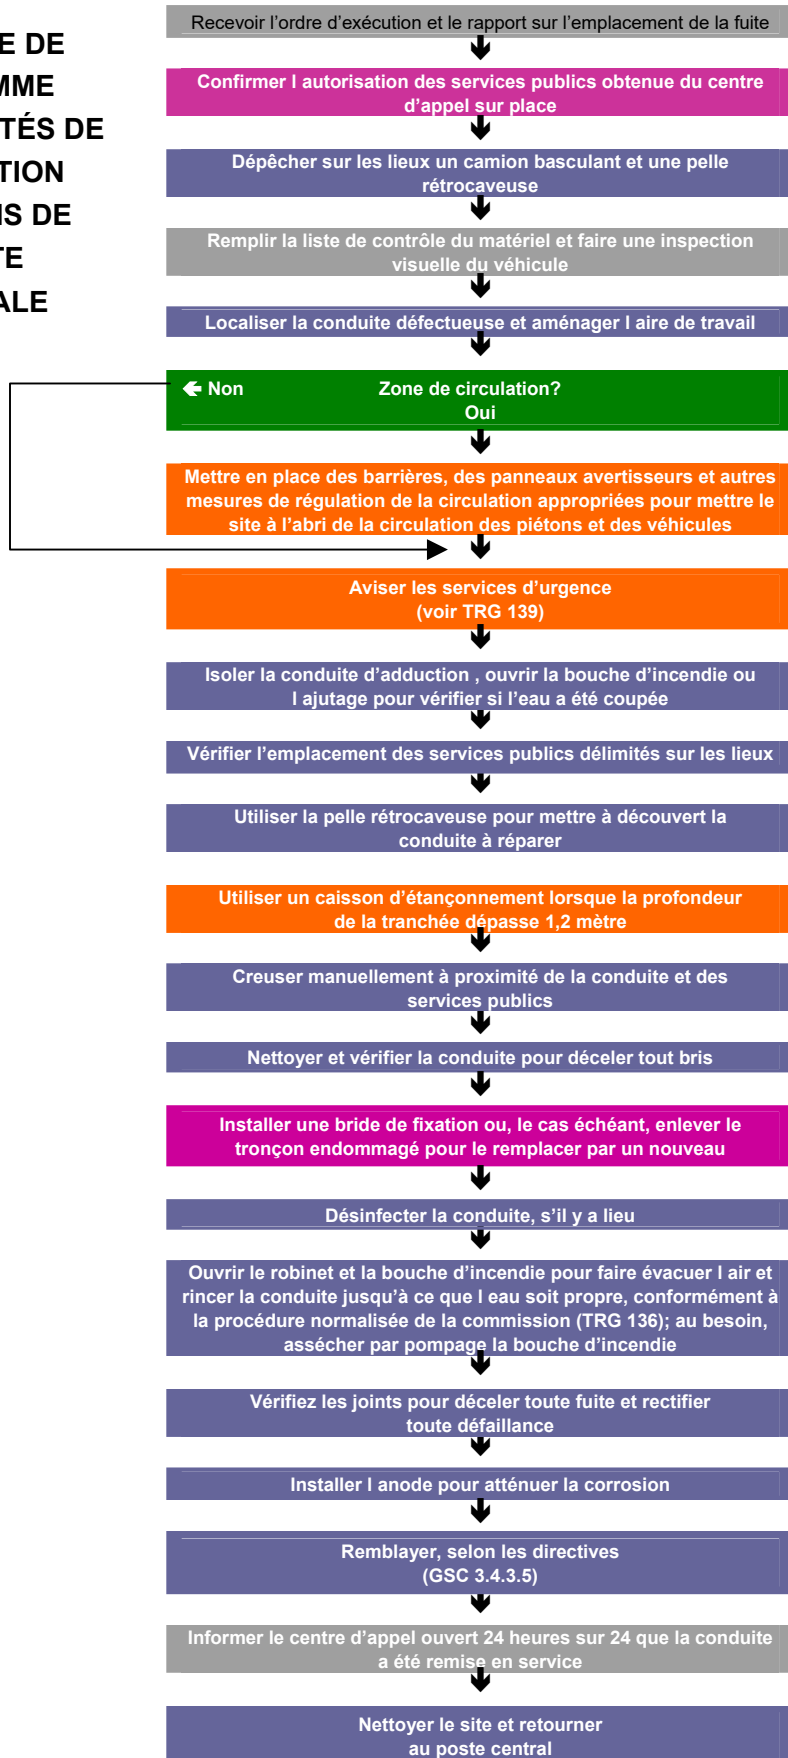 E DE
MME
TÉS DE
TION
NS DE
TE
ALE
Recevoir l’ordre d’exécution et le rapport sur l’emplacement de la fuite
Confirmer l autorisation des services publics obtenue du centre
d’appel sur place
Dépêcher sur les lieux un camion basculant et une pelle
rétrocaveuse
Remplir la liste de contrôle du matériel et faire une inspection
visuelle du véhicule
Localiser la conduite défectueuse et aménager l aire de travail
🡸 Non Zone de circulation?
Oui
Mettre en place des barrières, des panneaux avertisseurs et autres
mesures de régulation de la circulation appropriées pour mettre le
site à l’abri de la circulation des piétons et des véhicules
Aviser les services d’urgence
(voir TRG 139)
Isoler la conduite d’adduction , ouvrir la bouche d’incendie ou
l ajutage pour vérifier si l’eau a été coupée
Vérifier l’emplacement des services publics délimités sur les lieux
Utiliser la pelle rétrocaveuse pour mettre à découvert la
conduite à réparer
Utiliser un caisson d’étançonnement lorsque la profondeur
de la tranchée dépasse 1,2 mètre
Creuser manuellement à proximité de la conduite et des
services publics
Nettoyer et vérifier la conduite pour déceler tout bris
Installer une bride de fixation ou, le cas échéant, enlever le
tronçon endommagé pour le remplacer par un nouveau
Désinfecter la conduite, s’il y a lieu
Ouvrir le robinet et la bouche d’incendie pour faire évacuer l air et
rincer la conduite jusqu’à ce que l eau soit propre, conformément à
la procédure normalisée de la commission (TRG 136); au besoin,
assécher par pompage la bouche d’incendie
Vérifiez les joints pour déceler toute fuite et rectifier
toute défaillance
Installer l anode pour atténuer la corrosion
Remblayer, selon les directives
(GSC 3.4.3.5)
Informer le centre d’appel ouvert 24 heures sur 24 que la conduite
a été remise en service
Nettoyer le site et retourner
au poste central